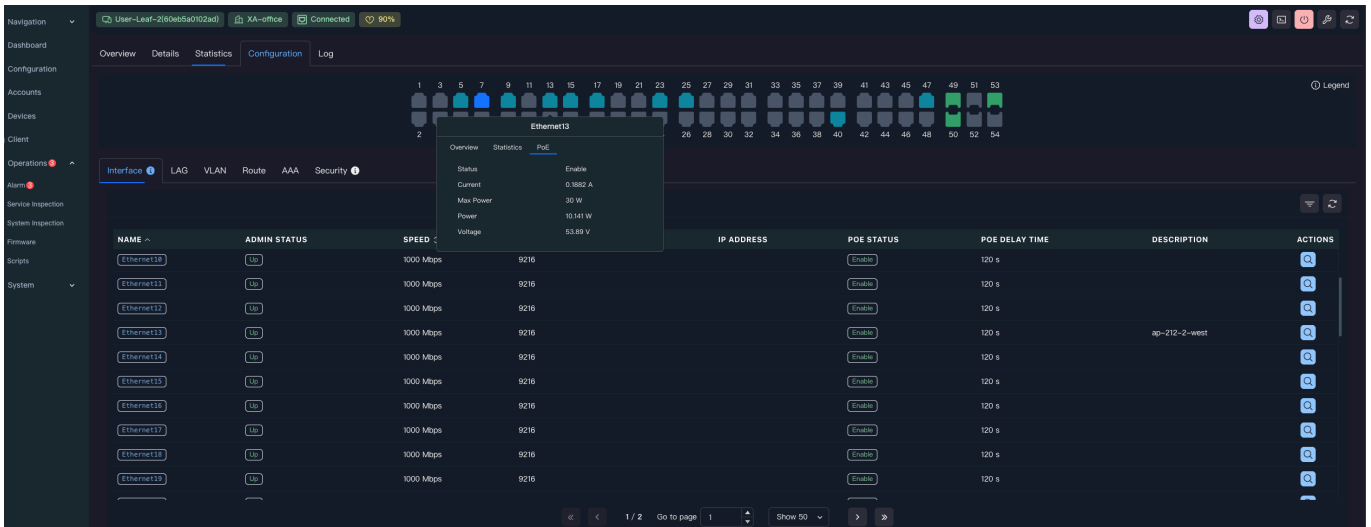 Navigation
User-Leaf-2(60eb5a0102ad) XA-office Connected 90%
Dashboard
Configuration
Accounts
Devices
Client
Operations 3
Alarm 3
Service Inspection
System Inspection
Firmware
Scripts
System
Overview Details Statistics Configuration Log
1 3 5 7 9 11 13 15 17 19 21 23 25 27 29 31 33 35 37 39 41 43 45 47 49 51 53
Legend
2 26 28 30 32 34 36 38 40 42 44 46 48 50 52 54
Ethernet13
Overview Statistics PoE
Status Enable
Current 0.1882 A
Max Power 30 W
Power 10.141 W
Voltage 53.89 V
Interface LAG VLAN Route AAA Security
NAME ADMIN STATUS SPEED IP ADDRESS POE STATUS POE DELAY TIME DESCRIPTION ACTIONS
Ethernet10 Up 1000 Mbps 9216 Enable 120 s
Ethernet11 Up 1000 Mbps 9216 Enable 120 s
Ethernet12 Up 1000 Mbps 9216 Enable 120 s
Ethernet13 Up 1000 Mbps 9216 Enable 120 s ap-212-2-west
Ethernet14 Up 1000 Mbps 9216 Enable 120 s
Ethernet15 Up 1000 Mbps 9216 Enable 120 s
Ethernet16 Up 1000 Mbps 9216 Enable 120 s
Ethernet17 Up 1000 Mbps 9216 Enable 120 s
Ethernet18 Up 1000 Mbps 9216 Enable 120 s
Ethernet19 Up 1000 Mbps 9216 Enable 120 s
1 / 2 Go to page 1 Show 50